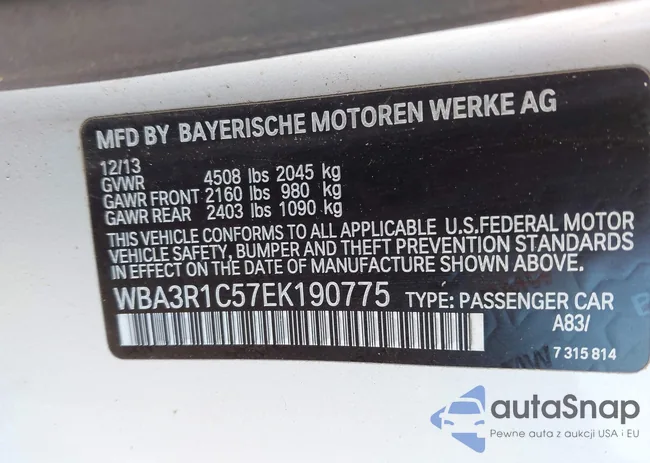 MFD BY BAYERISCHE MOTOREN WERKE AG
12/13
GVWR 4508 lbs 2045 kg
GAWR FRONT 2160 lbs 980 kg
GAWR REAR 2403 lbs 1090 kg
THIS VEHICLE CONFORMS TO ALL APPLICABLE U.S.FEDERAL MOTOR
VEHICLE SAFETY, BUMPER AND THEFT PREVENTION STANDARDS
IN EFFECT ON THE DATE OF MANUFACTURE SHOWN ABOVE.
WBA3R1C57EK190775 TYPE: PASSENGER CAR
A83/
7 315 814
autaSnap
Pewne auta z aukcji USA i EU